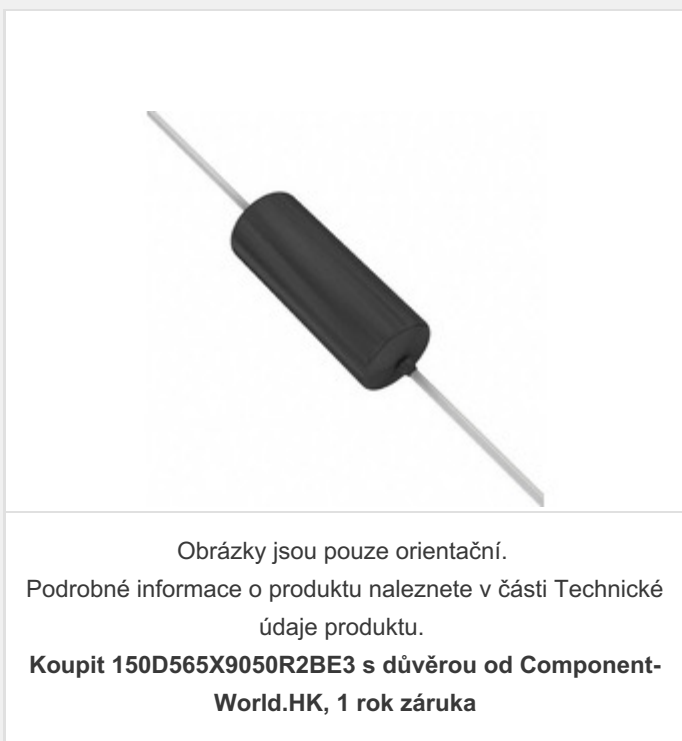 Obrázky jsou pouze orientační.
Podrobné informace o produktu naleznete v části Technické
údaje produktu.
Koupit 150D565X9050R2BE3 s důvěrou od Component-
World.HK, 1 rok záruka